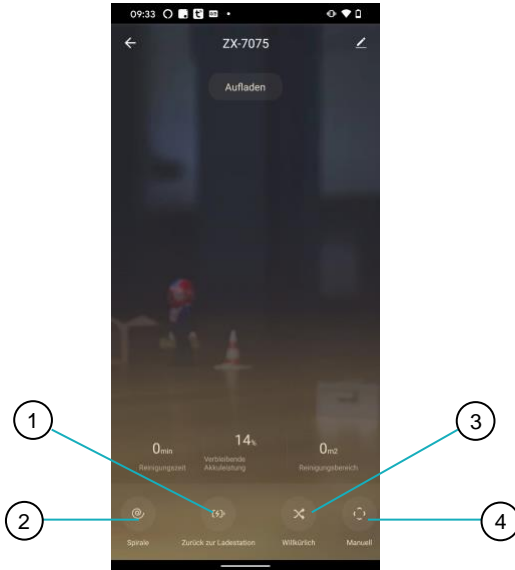 09:33
ZX-7075
Aufladen
1
3
0min
14%
0m2
Reinigungszeit
Verbleibende
Akkuleistung
Reinigungsbereich
2
4
Spirale
Zurück zur Ladestation
Willkürlich
Manuell